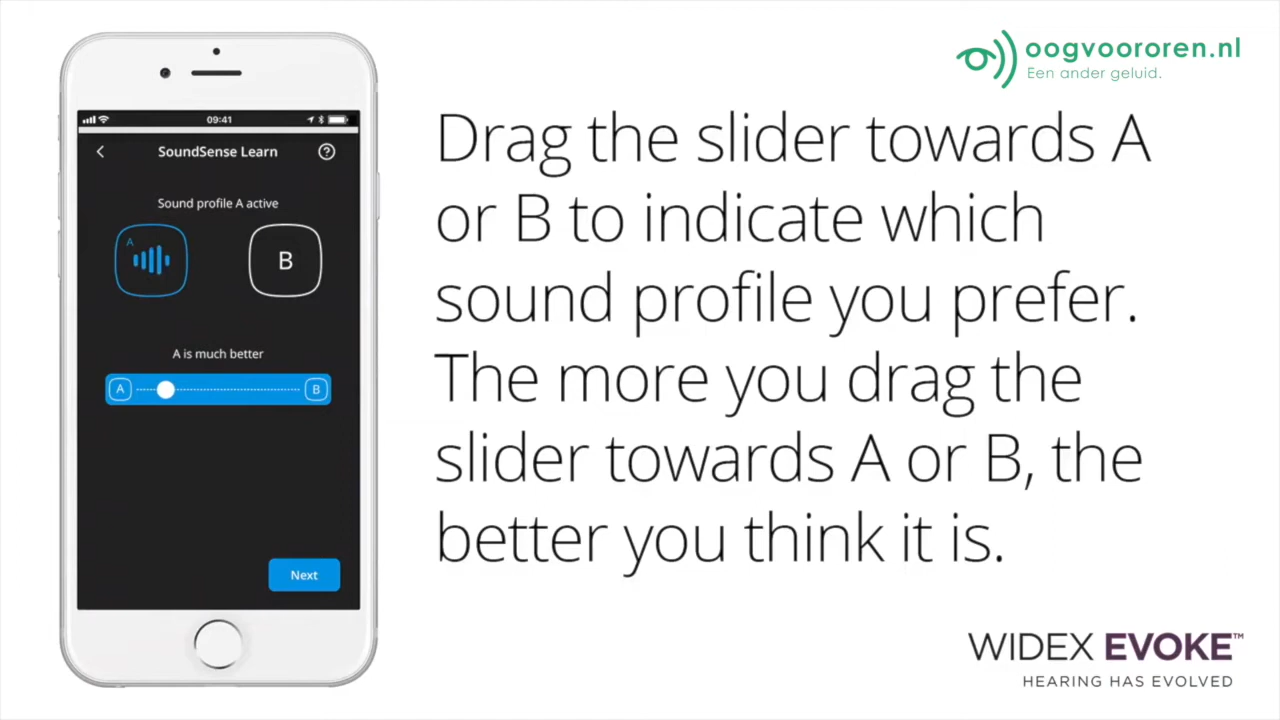 oogvoororen.nl
Een ander geluid.
09:41
SoundSense Learn
Sound profile A active
A
B
A is much better
A
B
Next
Drag the slider towards A
or B to indicate which
sound profile you prefer.
The more you drag the
slider towards A or B, the
better you think it is.
WIDEX EVOKE™
HEARING HAS EVOLVED